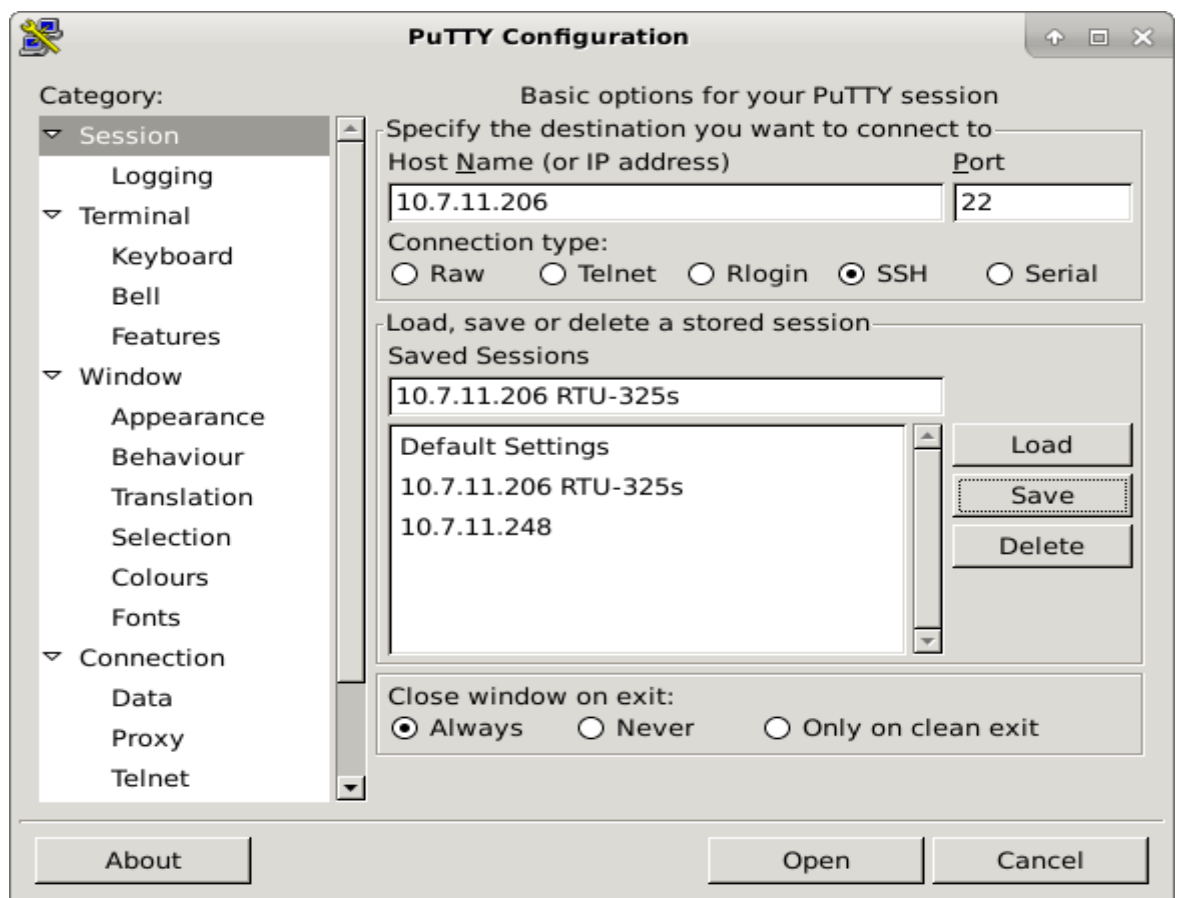 PuTTY Configuration
Category:
Session
Logging
Terminal
Keyboard
Bell
Features
Window
Appearance
Behaviour
Translation
Selection
Colours
Fonts
Connection
Data
Proxy
Telnet
Basic options for your PuTTY session
Specify the destination you want to connect to
Host Name (or IP address) Port
10.7.11.206 22
Connection type:
Raw Telnet Rlogin SSH Serial
Load, save or delete a stored session
Saved Sessions
10.7.11.206 RTU-325s
Default Settings
10.7.11.206 RTU-325s
10.7.11.248
Load
Save
Delete
Close window on exit:
Always Never Only on clean exit
About Open Cancel